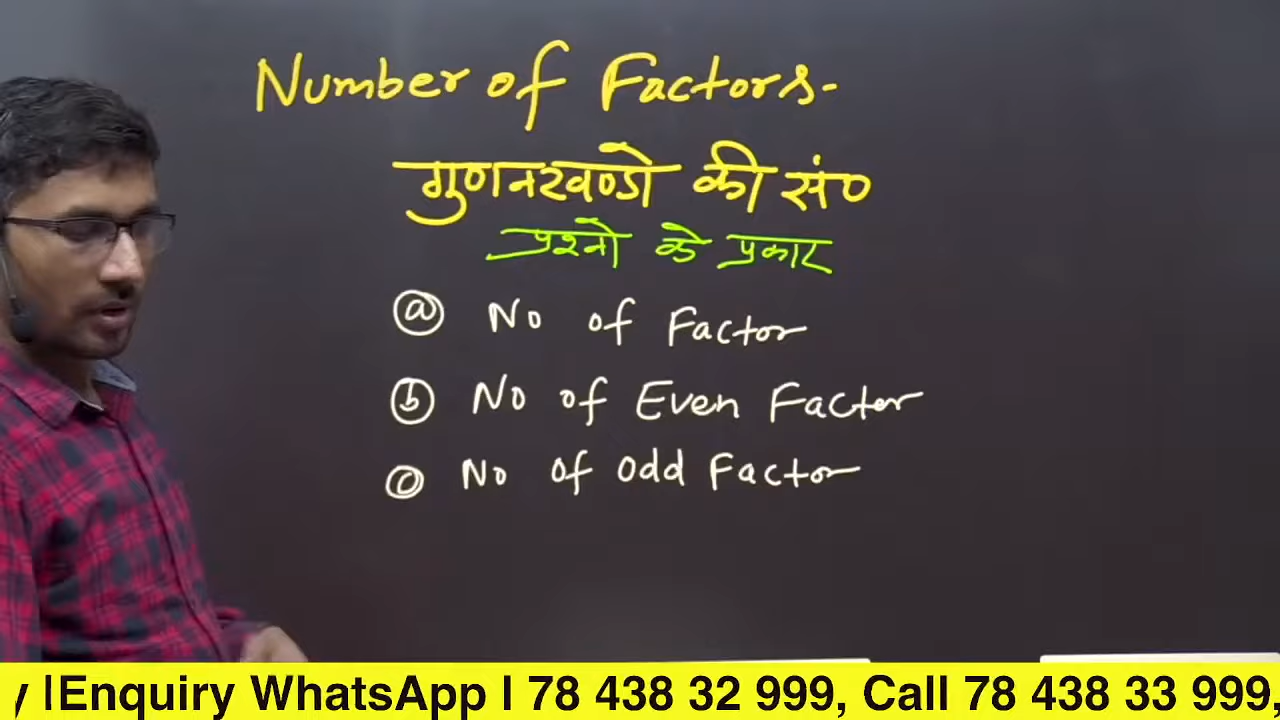 Number of Factors-
गुणनखण्डो की सं०
प्रश्नो के प्रकार
ⓐ No of Factor
ⓑ No of Even Factor
ⓒ No of Odd Factor
y |Enquiry WhatsApp I 78 438 32 999, Call 78 438 33 999,